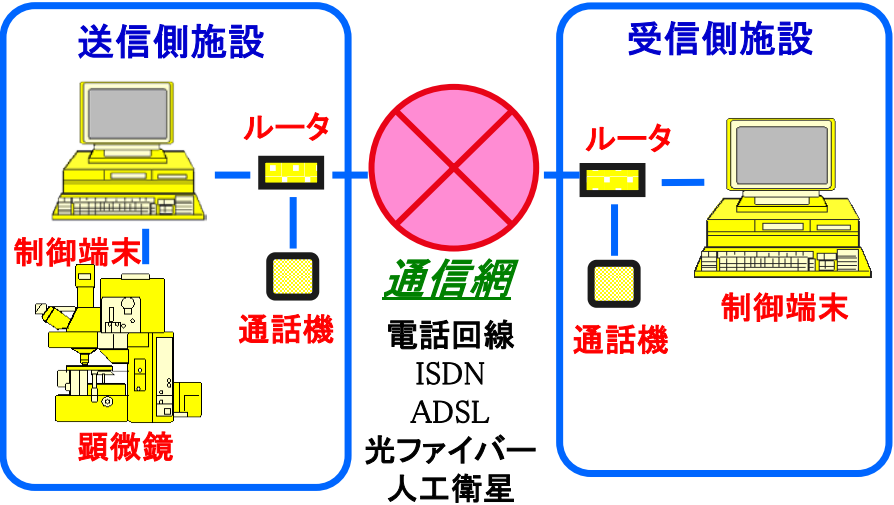 送信側施設
ルータ
制御端末
通話機
顕微鏡
通信網
電話回線
ISDN
ADSL
光ファイバー
人工衛星
受信側施設
ルータ
通話機
制御端末